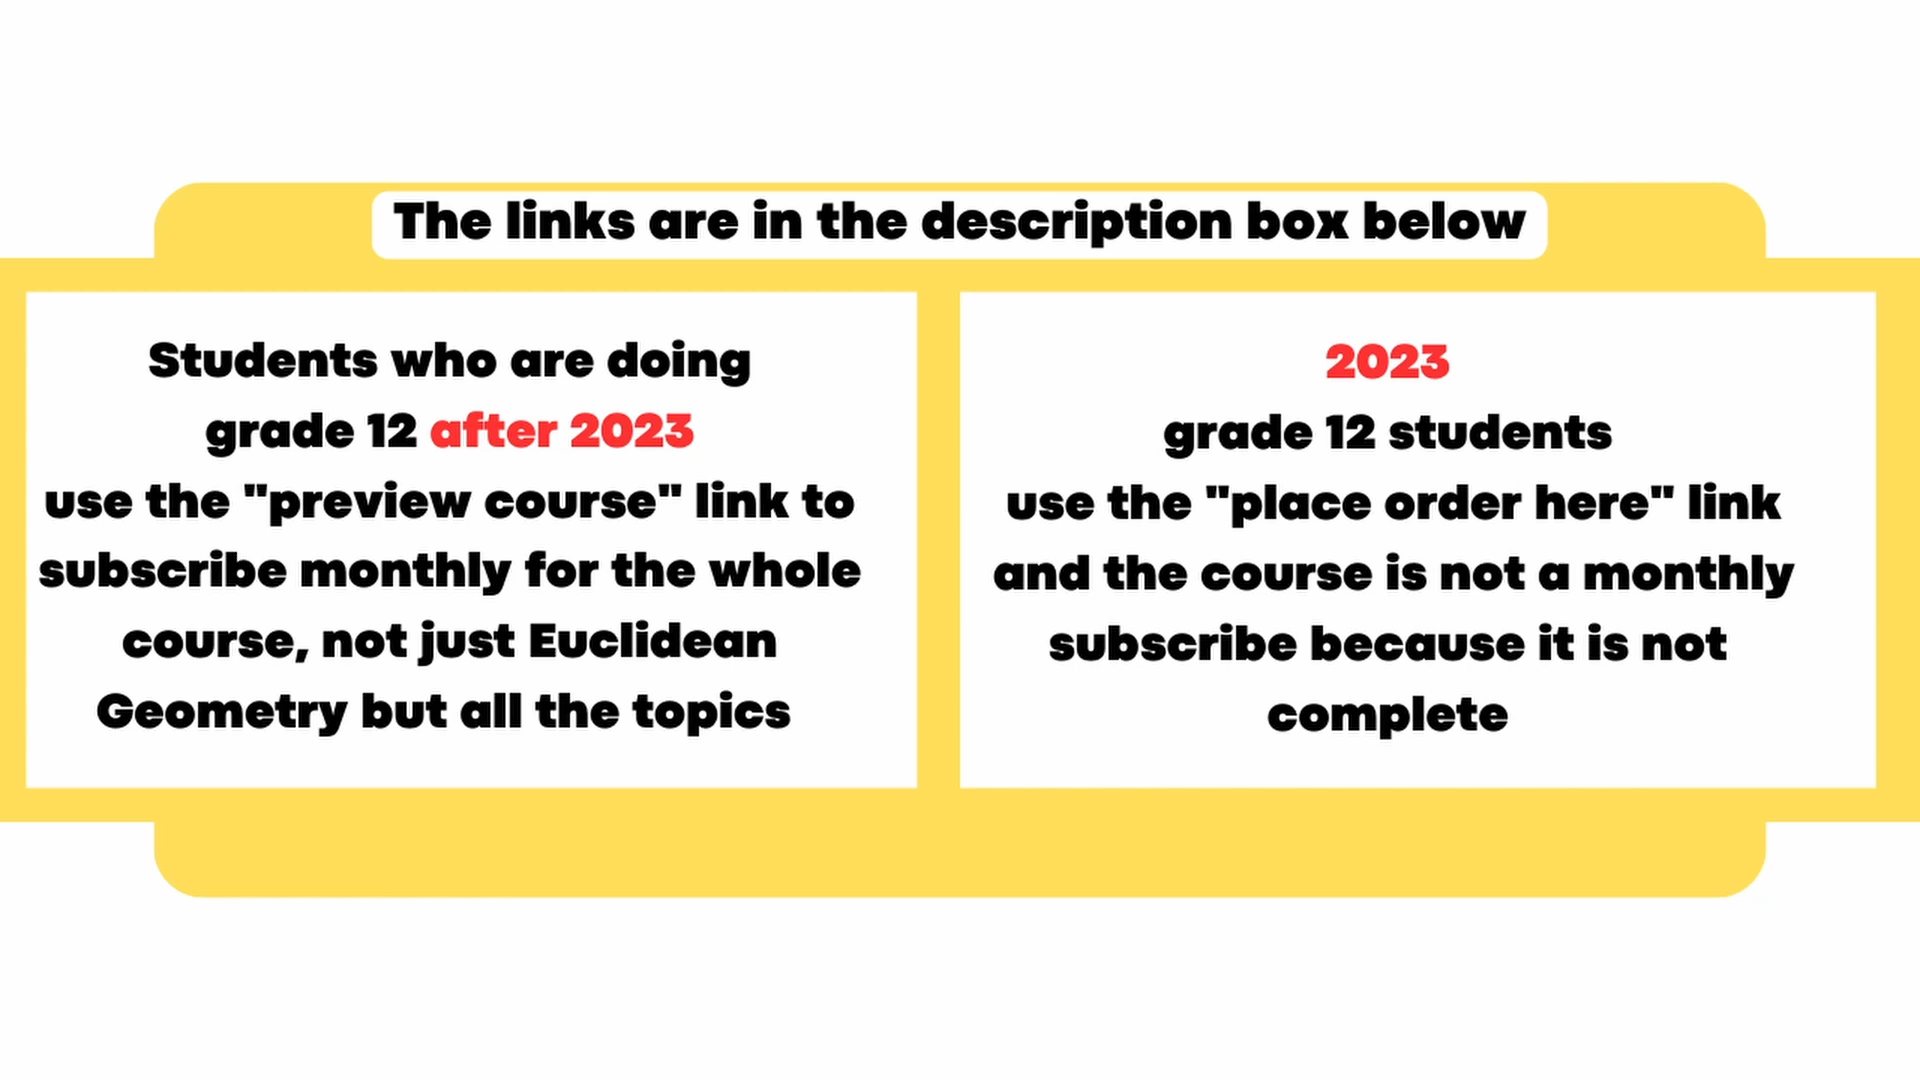 The links are in the description box below
Students who are doing
grade 12 after 2023
use the "preview course" link to
subscribe monthly for the whole
course, not just Euclidean
Geometry but all the topics
2023
grade 12 students
use the "place order here" link
and the course is not a monthly
subscribe because it is not
complete